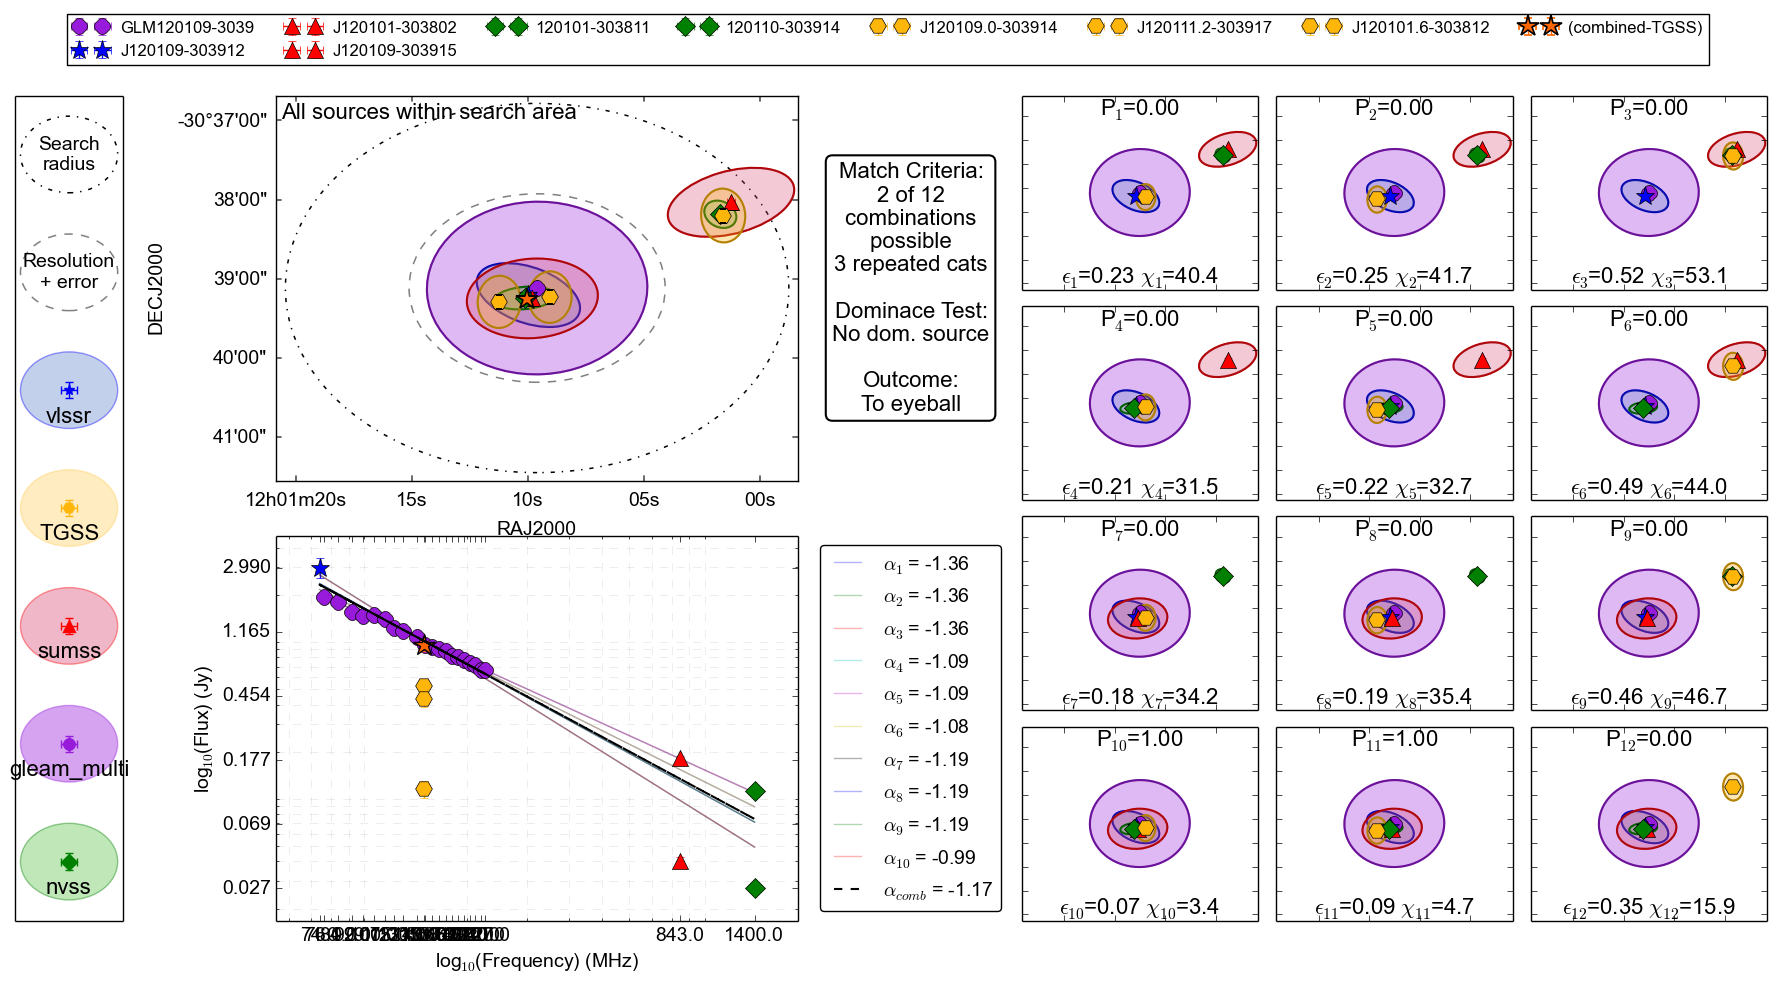 GLM120109-3039
J120101-303802
120101-303811
120110-303914
J120109.0-303914
J120111.2-303917
J120101.6-303812
(combined-TGSS)
J120109-303912
J120109-303915
Search
radius
Resolution
+ error
vlssr
TGSS
sumss
gleam_multi
nvss
All sources within search area
-30°37'00"
38'00"
39'00"
40'00"
41'00"
DECJ2000
12h01m20s
15s
10s
05s
00s
RAJ2000
Match Criteria:
2 of 12
combinations
possible
3 repeated cats
Dominace Test:
No dom. source
Outcome:
To eyeball
2.990
1.165
0.454
0.177
0.069
0.027
log10(Flux) (Jy)
843.0
1400.0
log10(Frequency) (MHz)
α1 = -1.36
α2 = -1.36
α3 = -1.36
α4 = -1.09
α5 = -1.09
α6 = -1.08
α7 = -1.19
α8 = -1.19
α9 = -1.19
α10 = -0.99
αcomb = -1.17
P1=0.00
ϵ1=0.23 χ1=40.4
P2=0.00
ϵ2=0.25 χ2=41.7
P3=0.00
ϵ3=0.52 χ3=53.1
P4=0.00
ϵ4=0.21 χ4=31.5
P5=0.00
ϵ5=0.22 χ5=32.7
P6=0.00
ϵ6=0.49 χ6=44.0
P7=0.00
ϵ7=0.18 χ7=34.2
P8=0.00
ϵ8=0.19 χ8=35.4
P9=0.00
ϵ9=0.46 χ9=46.7
P10=1.00
ϵ10=0.07 χ10=3.4
P11=1.00
ϵ11=0.09 χ11=4.7
P12=0.00
ϵ12=0.35 χ12=15.9